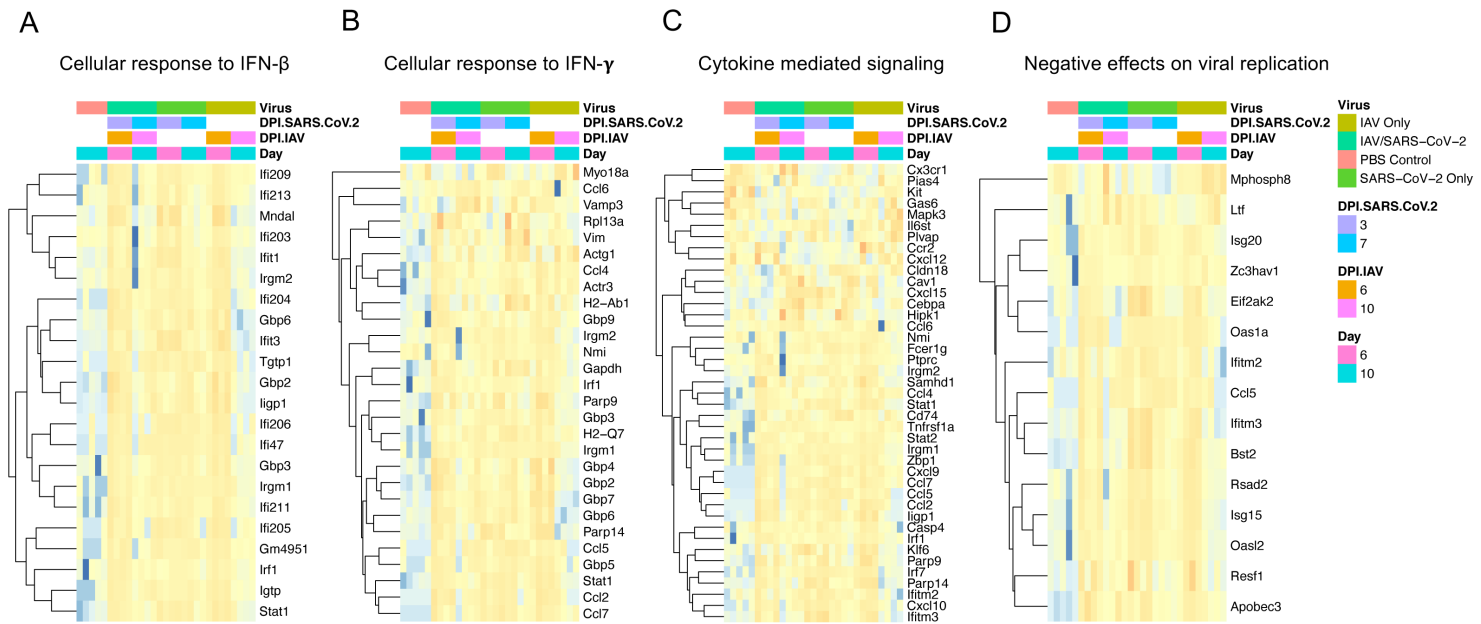 A
B
C
D
Cellular response to IFN-β
Cellular response to IFN-γ
Cytokine mediated signaling
Negative effects on viral replication
Virus
DPI.SARS.CoV.2
DPI.IAV
Day
Ifi209
Ifi213
Mndal
Ifi203
Ifit1
Irgm2
Ifi204
Gbp6
Ifit3
Tgtp1
Gbp2
Iigp1
Ifi206
Ifi47
Gbp3
Irgm1
Ifi211
Ifi205
Gm4951
Irf1
Igtp
Stat1
Virus
DPI.SARS.CoV.2
DPI.IAV
Day
Myo18a
Ccl6
Vamp3
Rpl13a
Vim
Actg1
Ccl4
Actr3
H2−Ab1
Gbp9
Irgm2
Nmi
Gapdh
Irf1
Parp9
Gbp3
H2−Q7
Irgm1
Gbp4
Gbp2
Gbp7
Gbp6
Parp14
Ccl5
Gbp5
Stat1
Ccl2
Ccl7
Virus
DPI.SARS.CoV.2
DPI.IAV
Day
Cx3cr1
Pias4
Kit
Gas6
Mapk3
Il6st
Plvap
Ccr2
Cxcl12
Cldn18
Cav1
Cxcl15
Cebpa
Hipk1
Ccl6
Nmi
Fcer1g
Ptprc
Irgm2
Samhd1
Ccl4
Stat1
Cd74
Tnfrsf1a
Stat2
Irgm1
Zbp1
Cxcl9
Ccl7
Ccl5
Ccl2
Iigp1
Casp4
Irf1
Klf6
Parp9
Irf7
Parp14
Ifitm2
Cxcl10
Ifitm3
Virus
DPI.SARS.CoV.2
DPI.IAV
Day
Mphosph8
Ltf
Isg20
Zc3hav1
Eif2ak2
Oas1a
Ifitm2
Ccl5
Ifitm3
Bst2
Rsad2
Isg15
Oasl2
Resf1
Apobec3
Virus
IAV Only
IAV/SARS−CoV−2
PBS Control
SARS−CoV−2 Only
DPI.SARS.CoV.2
3
7
DPI.IAV
6
10
Day
6
10